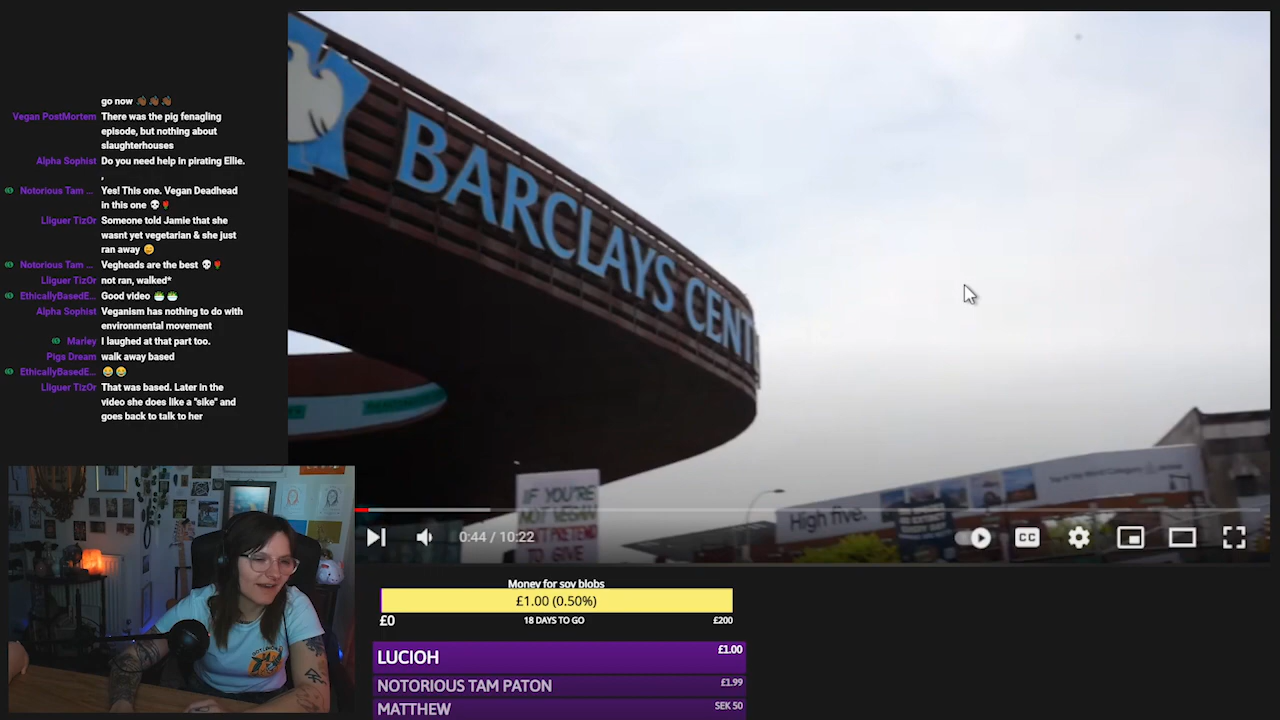 go now
Vegan PostMortem There was the pig fenagling
episode, but nothing about
slaughterhouses
Alpha Sophist Do you need help in pirating Ellie.
,
Notorious Tam ... Yes! This one. Vegan Deadhead
in this one
Lliguer TizOr Someone told Jamie that she
wasnt yet vegetarian & she just
ran away
Notorious Tam ... Vegheads are the best
Lliguer TizOr not ran, walked*
EthicallyBasedE... Good video
Alpha Sophist Veganism has nothing to do with
environmental movement
Marley I laughed at that part too.
Pigs Dream walk away based
EthicallyBasedE...
Lliguer TizOr That was based. Later in the
video she does like a "sike" and
goes back to talk to her
BARCLAYS CENT
IF YOU'RE
NOT VEGAN
PRETEND
TO GIVE
High five.
0:44 / 10:22
CC
Money for soy blobs
£1.00 (0.50%)
£0 18 DAYS TO GO £200
LUCIOH £1.00
NOTORIOUS TAM PATON £1.99
MATTHEW SEK 50